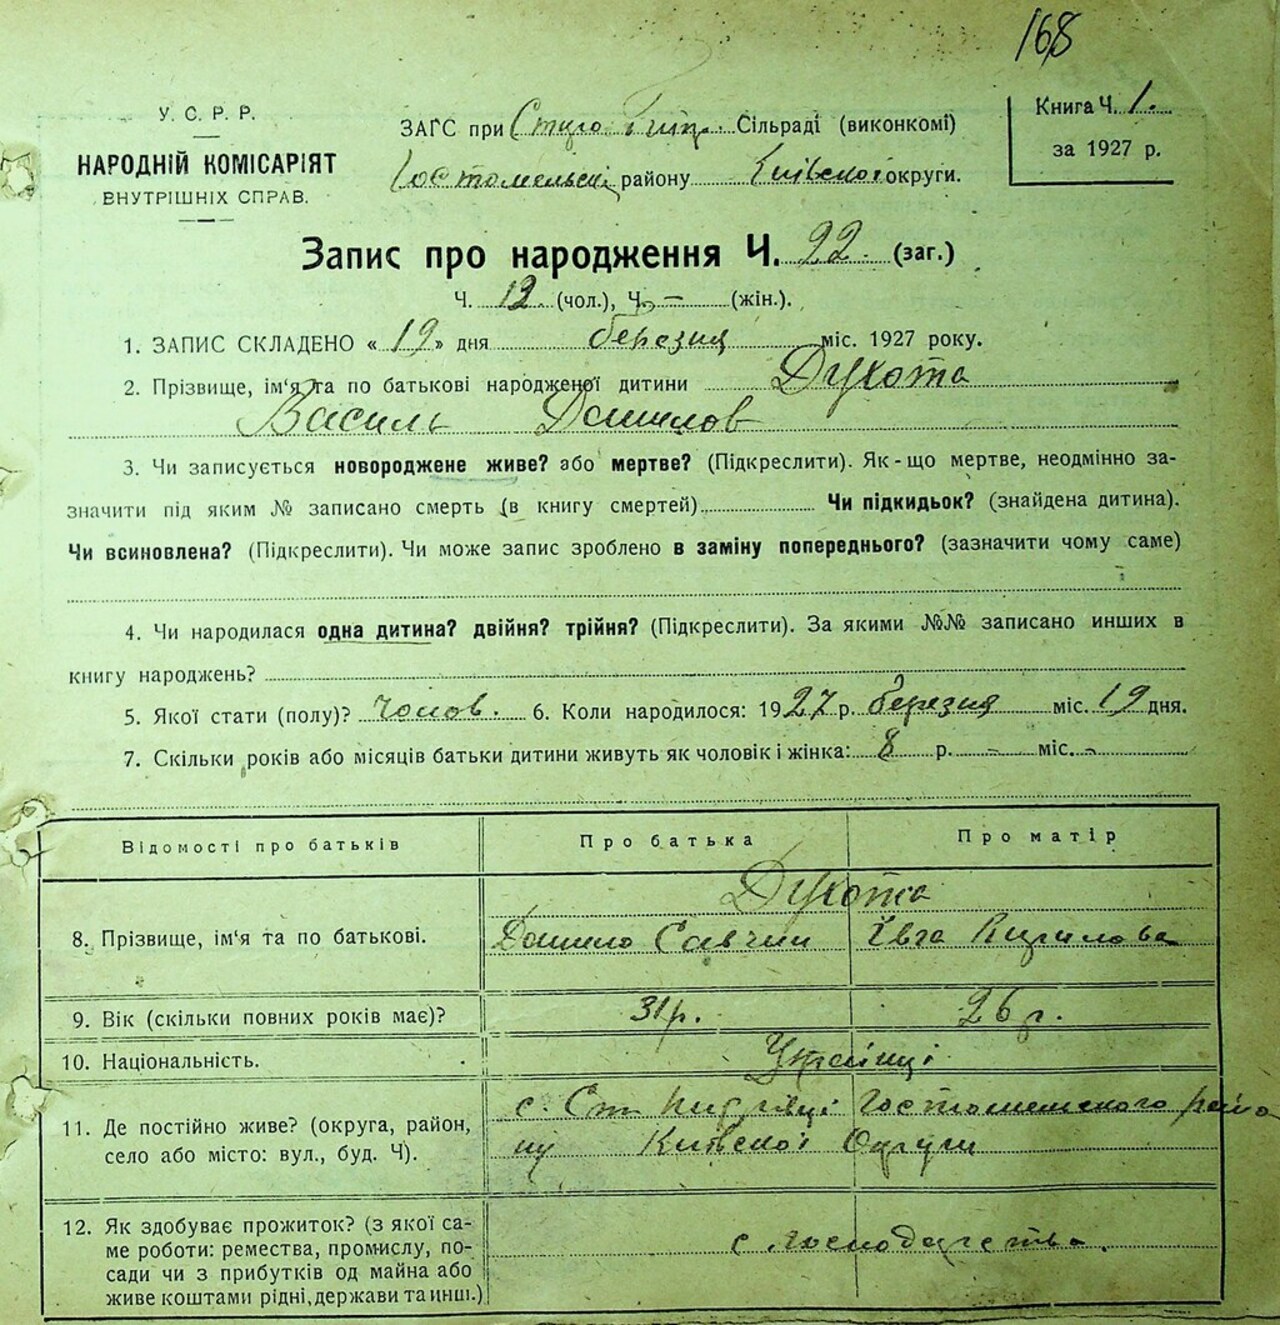 168
У. С. Р. Р.
НАРОДНІЙ КОМІСАРІЯТ
ВНУТРІШНІХ СПРАВ.
ЗАГС при Сільраді (виконкомі)
району Київської округи.
Книга Ч. 1.
за 1927 р.
Запис про народження Ч. 22. (заг.)
Ч. 12. (чол.), Ч. – (жін.).
1. ЗАПИС СКЛАДЕНО « 19 » дня березня міс. 1927 року.
2. Прізвище, ім'я та по батькові народженої дитини Духота
Василь Данилов
3. Чи записується новороджене живе? або мертве? (Підкреслити). Як-що мертве, неодмінно за-
значити під яким № записано смерть (в книгу смертей) Чи підкидьок? (знайдена дитина).
Чи всиновлена? (Підкреслити). Чи може запис зроблено в заміну попереднього? (зазначити чому саме)
4. Чи народилася одна дитина? двійня? трійня? (Підкреслити). За якими №№ записано инших в
книгу народжень?
5. Якої стати (полу)? чолов. 6. Коли народилося: 1927 р. березня міс. 19 дня.
7. Скільки років або місяців батьки дитини живуть як чоловік і жінка: 8 р. – міс. –
Відомості про батьків Про батька Про матір
Духота
8. Прізвище, ім'я та по батькові. Данило Савчин Ївга Кирилова
9. Вік (скільки повних років має)? 31 р. 26 р.
10. Національність. Українці
11. Де постійно живе? (округа, район,
село або місто: вул., буд. Ч).
с. Ст Гостомельского райо
ну Київської Округи
12. Як здобуває прожиток? (з якої са-
ме роботи: ремества, промислу, по-
сади чи з прибутків од майна або
живе коштами рідні, держави та инш.)
с господарства.